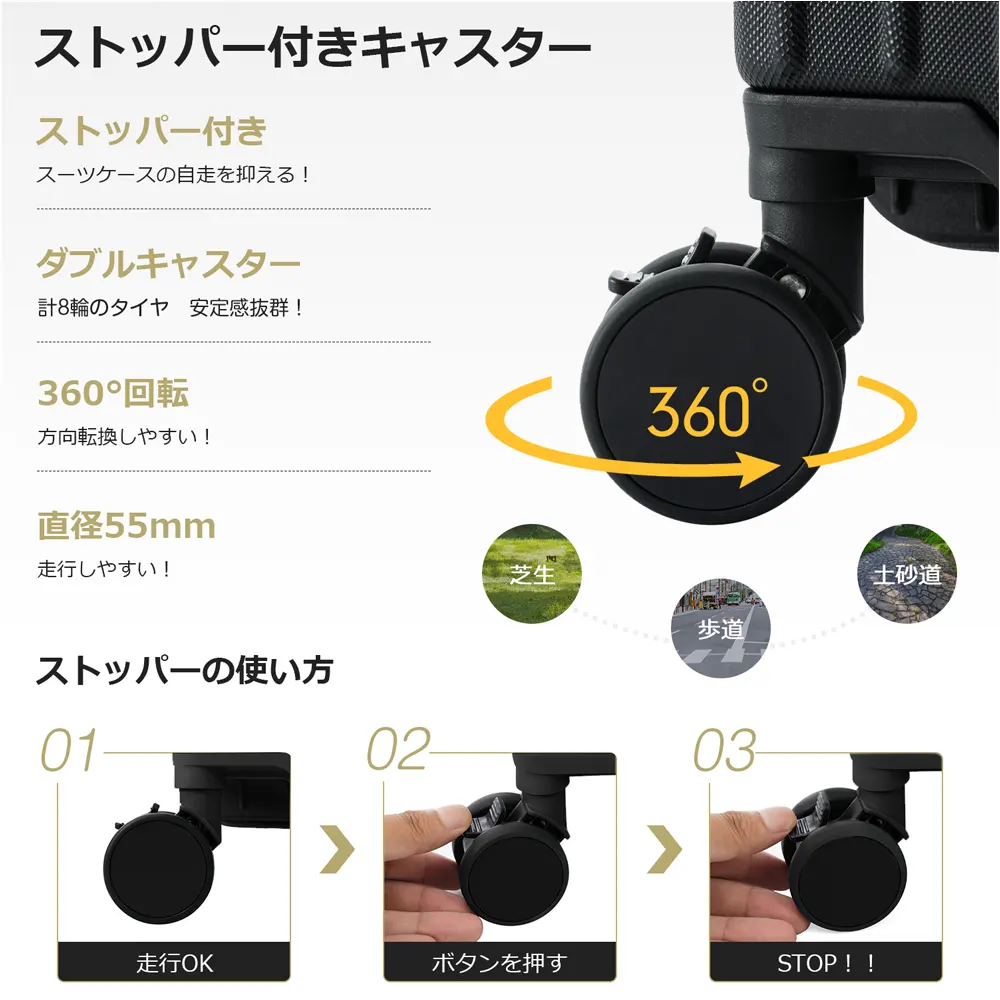 ストッパー付きキャスター
ストッパー付き
スーツケースの自走を抑える！
ダブルキャスター
計8輪のタイヤ　安定感抜群！
360°回転
方向転換しやすい！
直径55mm
走行しやすい！
360°
芝生
歩道
土砂道
ストッパーの使い方
01
02
03
走行OK
ボタンを押す
STOP！！